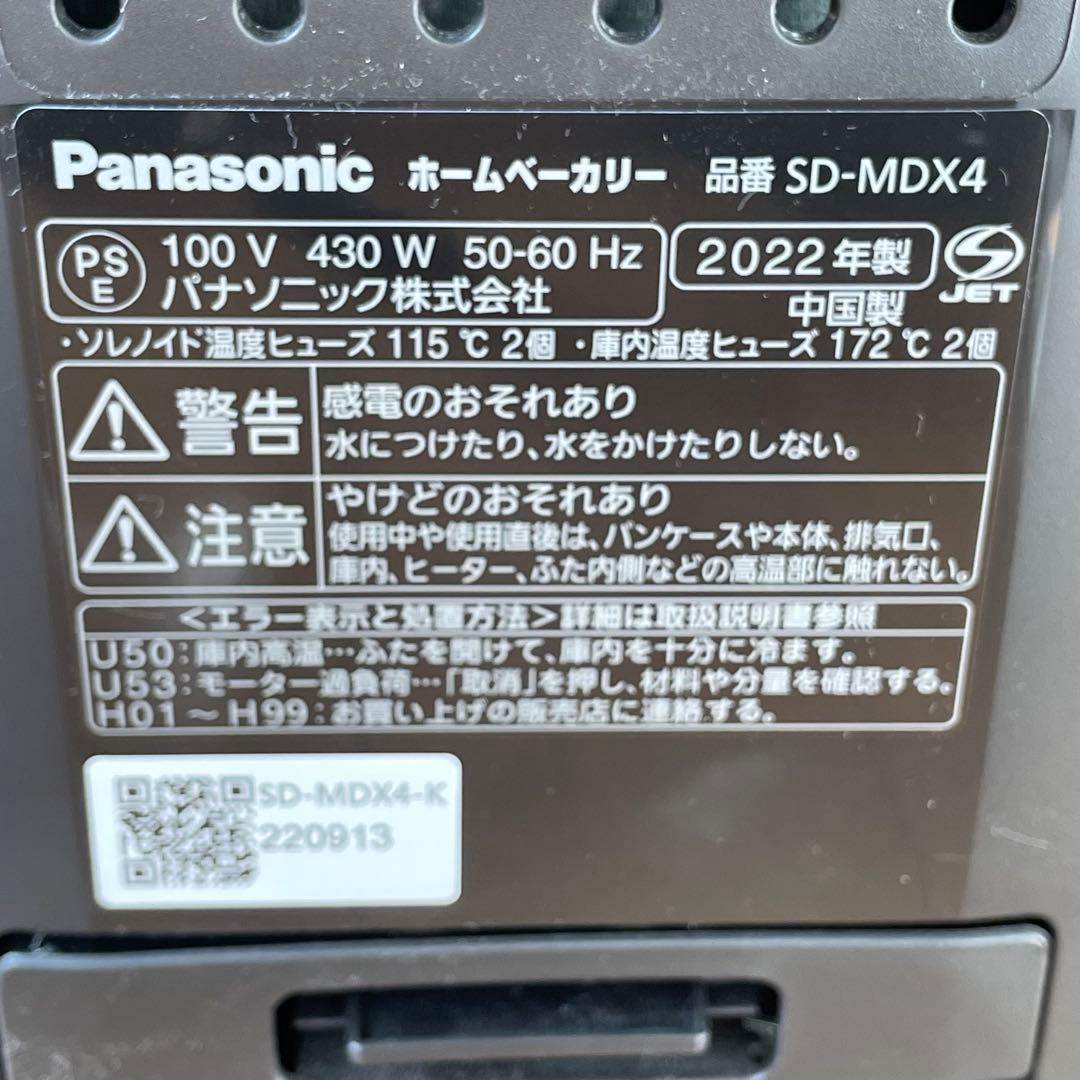 Panasonic ホームベーカリー 品番 SD-MDX4
PS E 100 V 430 W 50-60 Hz 2022年製 JET
パナソニック株式会社 中国製
・ソレノイド温度ヒューズ 115℃ 2個 ・庫内温度ヒューズ 172℃ 2個
警告 感電のおそれあり
水につけたり、水をかけたりしない。
注意 やけどのおそれあり
使用中や使用直後は、パンケースや本体、排気口、
庫内、ヒーター、ふた内側などの高温部に触れない。
<エラー表示と処置方法>詳細は取扱説明書参照
U50:庫内高温…ふたを開けて、庫内を十分に冷ます。
U53:モーター過負荷…「取消」を押し、材料や分量を確認する。
H01～H99:お買い上げの販売店に連絡する。
SD-MDX4-K
220913